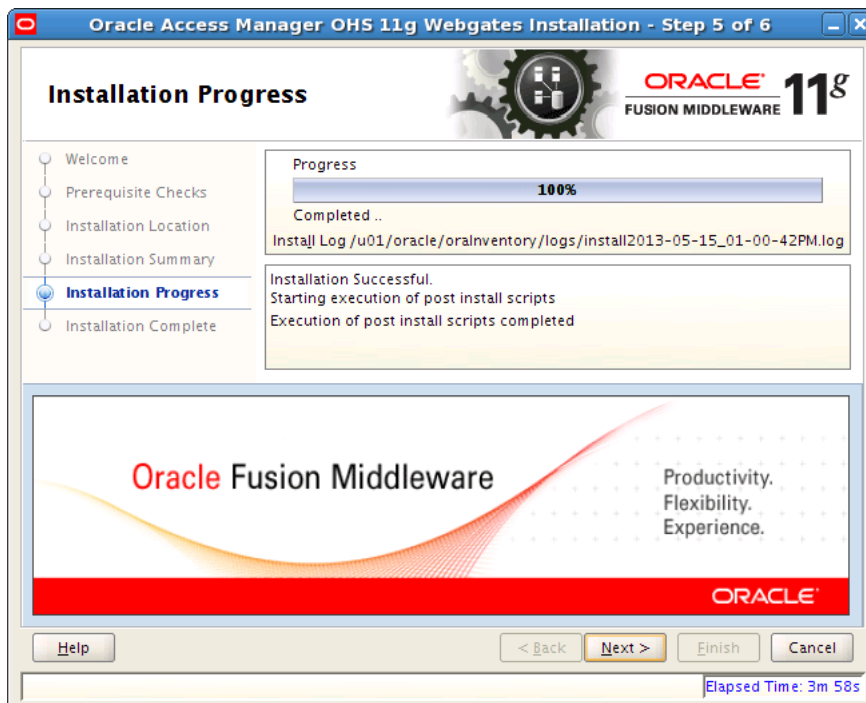 Oracle Access Manager OHS 11g Webgates Installation - Step 5 of 6
Installation Progress
ORACLE
FUSION MIDDLEWARE
11g
Welcome
Prerequisite Checks
Installation Location
Installation Summary
Installation Progress
Installation Complete
Progress
100%
Completed ..
Install Log /u01/oracle/oraInventory/logs/install2013-05-15_01-00-42PM.log
Installation Successful.
Starting execution of post install scripts
Execution of post install scripts completed
Oracle Fusion Middleware
Productivity.
Flexibility.
Experience.
ORACLE
Help
< Back
Next >
Finish
Cancel
Elapsed Time: 3m 58s